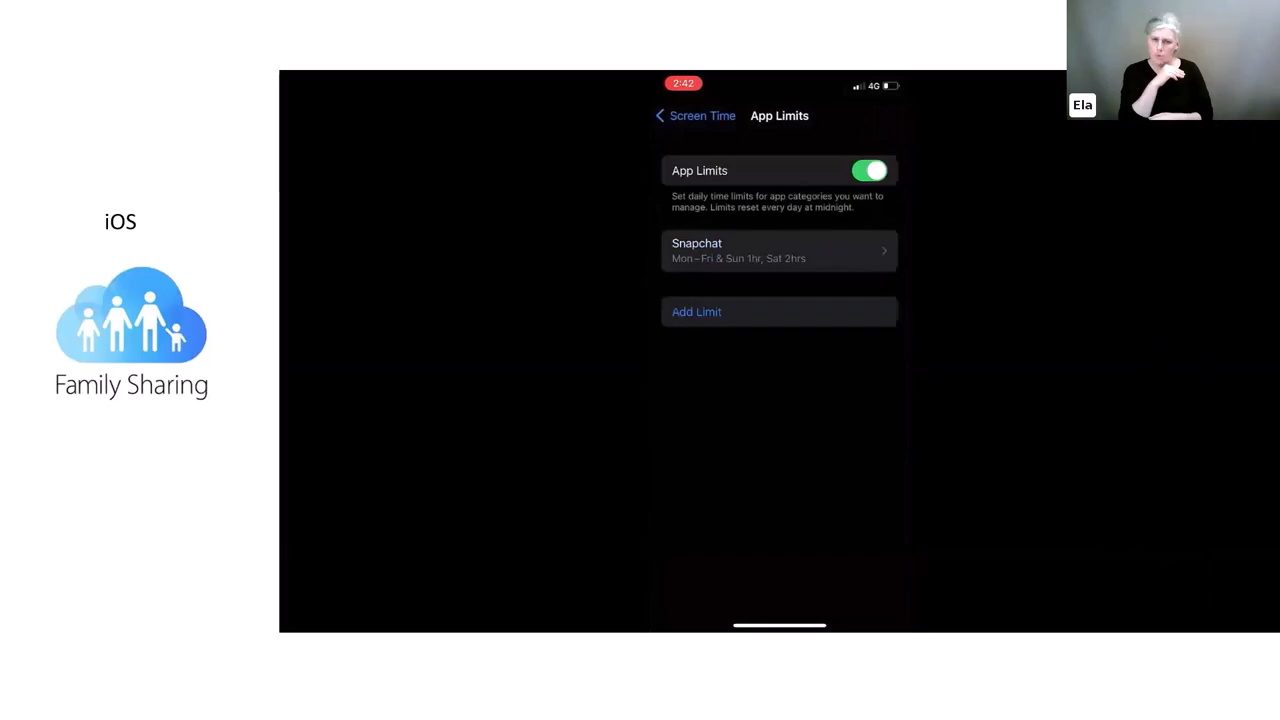 Ela
iOS
Family Sharing
2:42
4G
Screen Time
App Limits
App Limits
Set daily time limits for app categories you want to
manage. Limits reset every day at midnight.
Snapchat
Mon–Fri & Sun 1hr, Sat 2hrs
Add Limit